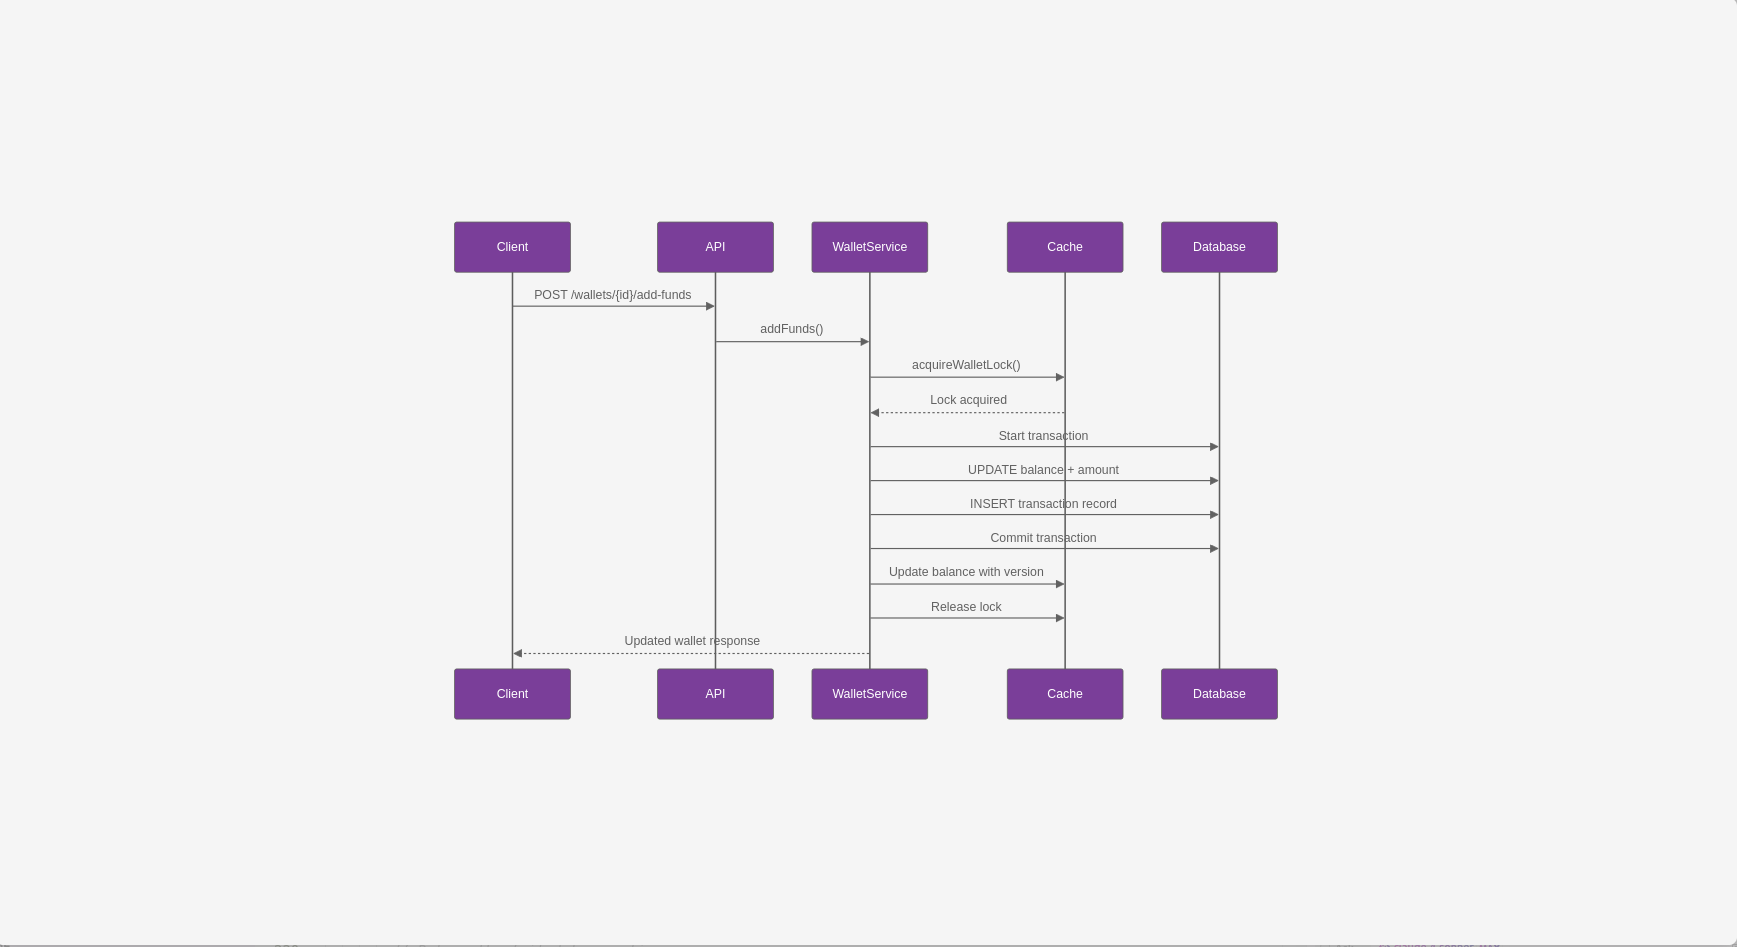 Client
API
WalletService
Cache
Database
POST /wallets/{id}/add-funds
addFunds()
acquireWalletLock()
Lock acquired
Start transaction
UPDATE balance + amount
INSERT transaction record
Commit transaction
Update balance with version
Release lock
Updated wallet response
Client
API
WalletService
Cache
Database